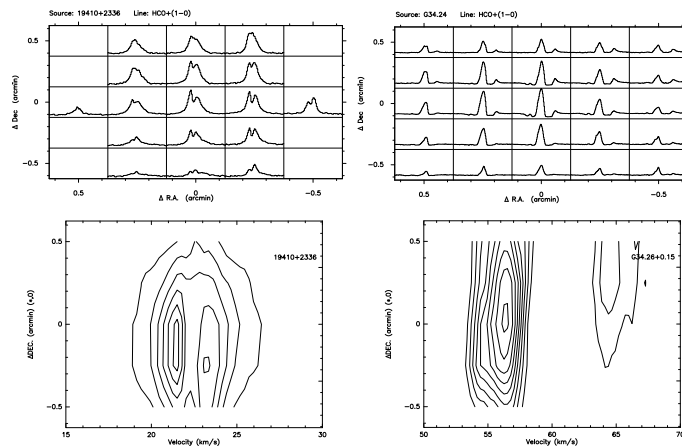 Source: 19410+2336 Line: HCO+(1-0)
0.5
0
-0.5
Δ Dec (arcmin)
0.5 0 -0.5
Δ R.A. (arcmin)
Source: G34.24 Line: HCO+(1-0)
0.5
0
-0.5
Δ Dec (arcmin)
0.5 0 -0.5
Δ R.A. (arcmin)
19410+2336
0.5
0
-0.5
ΔDEC. (arcmin) (*,0)
15 20 25 30
Velocity (km/s)
G34.26+0.15
0.5
0
-0.5
ΔDEC. (arcmin) (*,0)
50 55 60 65 70
Velocity (km/s)